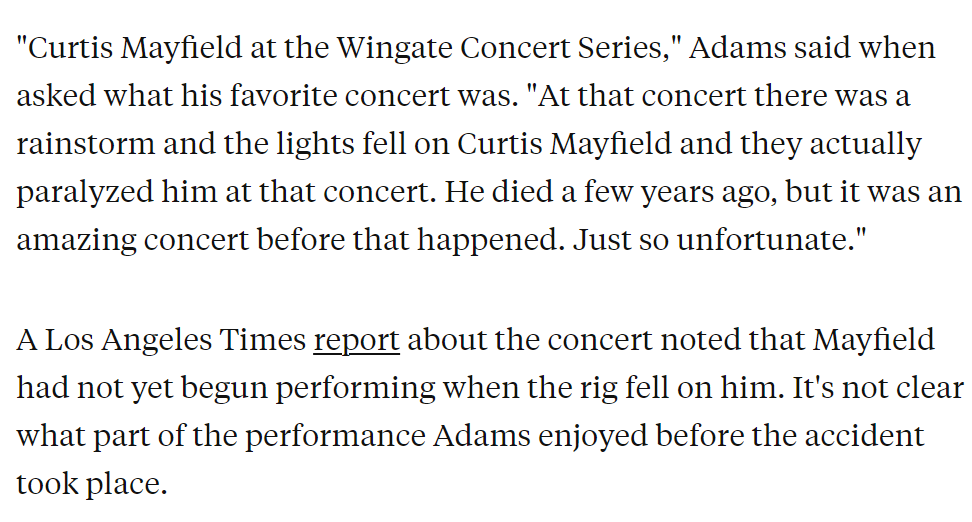 "Curtis Mayfield at the Wingate Concert Series," Adams said when
asked what his favorite concert was. "At that concert there was a
rainstorm and the lights fell on Curtis Mayfield and they actually
paralyzed him at that concert. He died a few years ago, but it was an
amazing concert before that happened. Just so unfortunate."
A Los Angeles Times report about the concert noted that Mayfield
had not yet begun performing when the rig fell on him. It's not clear
what part of the performance Adams enjoyed before the accident
took place.